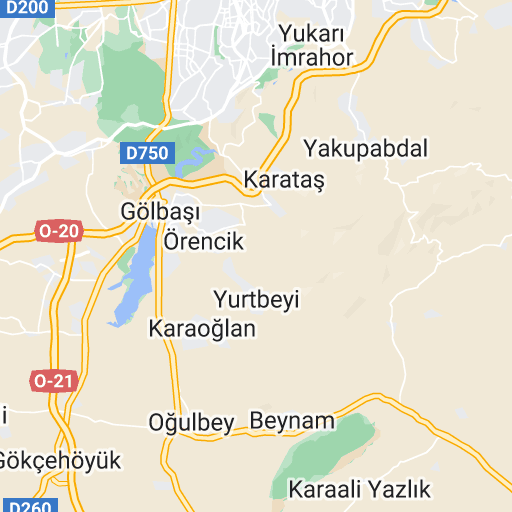 D200
Yukarı
İmrahor
D750
Yakupabdal
Karataş
Gölbaşı
O-20
Örencik
Yurtbeyi
Karaoğlan
O-21
i
Oğulbey
Beynam
Gökçehöyük
Karaali Yazlık
D260